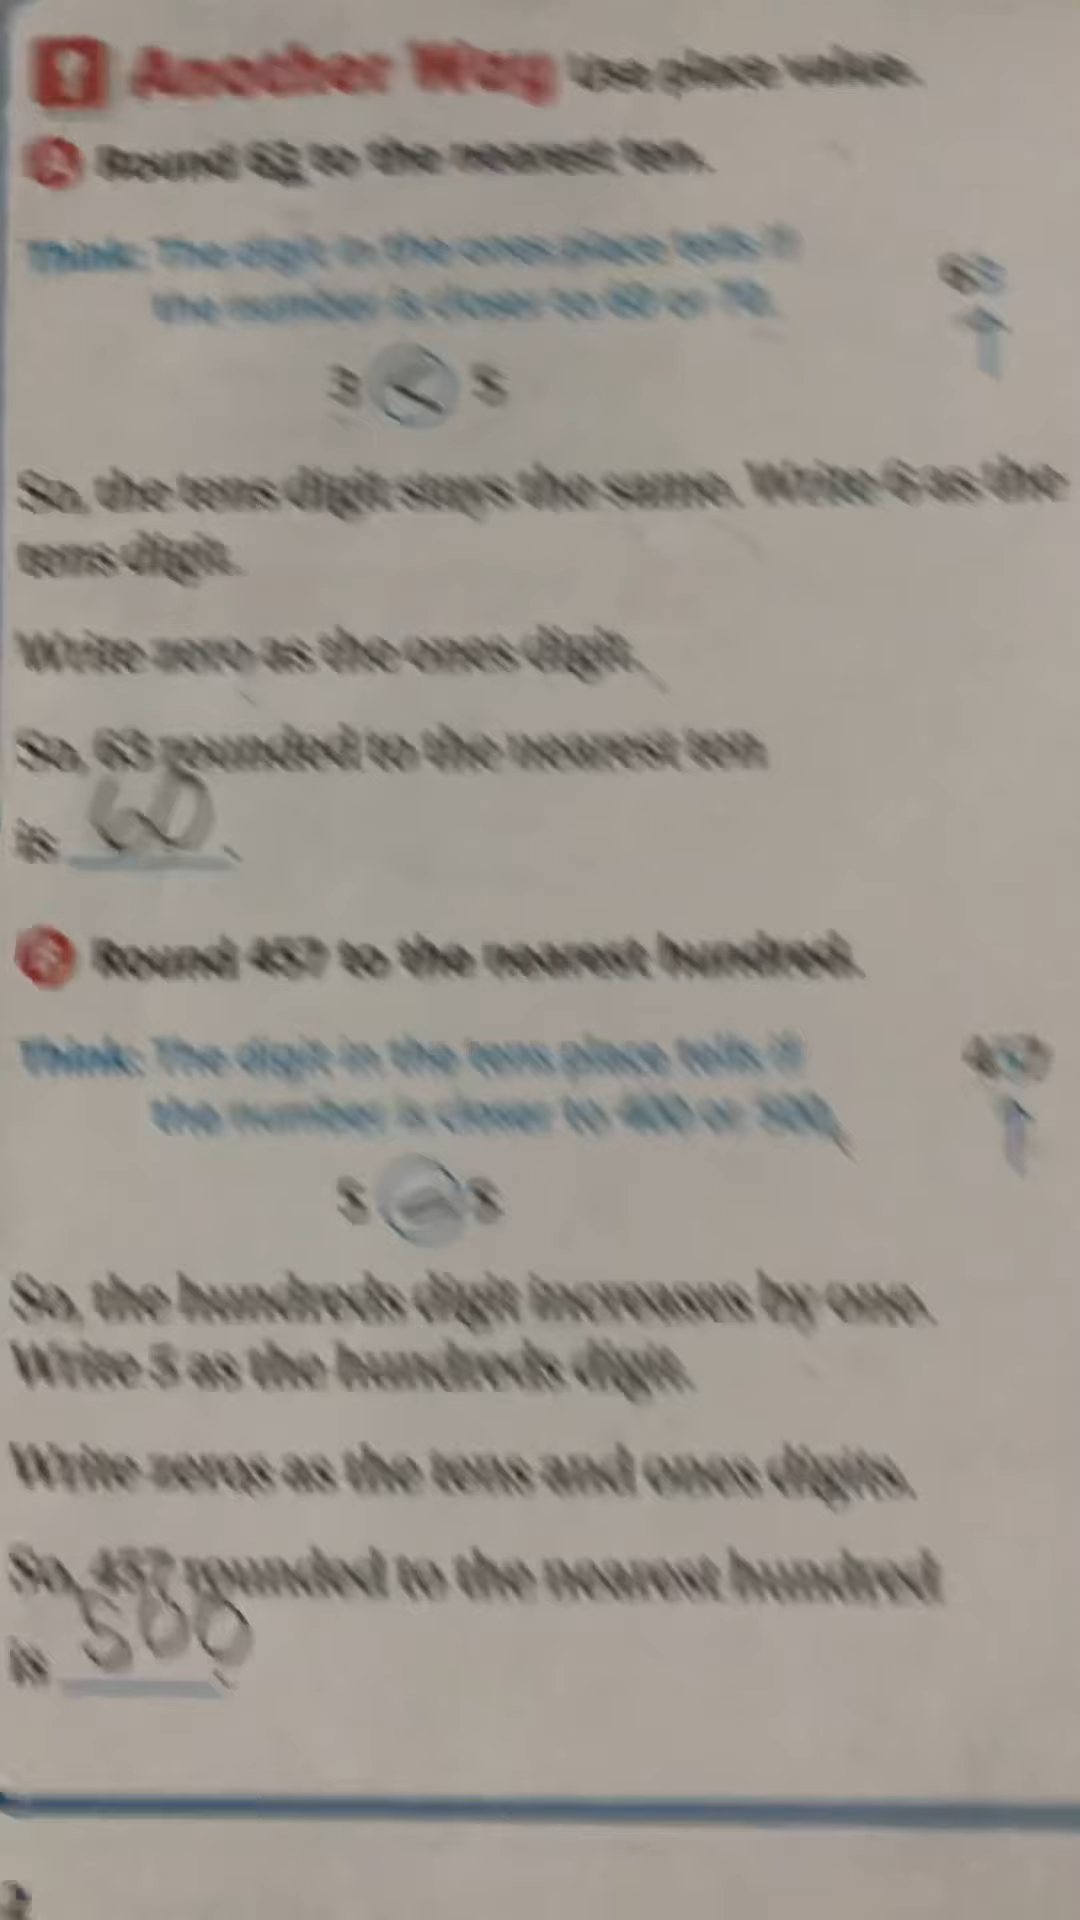 Another Way Use place value.
A Round 63 to the nearest ten.
Think: The digit in the ones place tells if
the number is closer to 60 or 70.
63
3 < 5
So, the tens digit stays the same. Write 6 as the
tens digit.
Write zero as the ones digit.
So, 63 rounded to the nearest ten
is 60.
B Round 457 to the nearest hundred.
Think: The digit in the tens place tells if
the number is closer to 400 or 500.
457
5 = 5
So, the hundreds digit increases by one.
Write 5 as the hundreds digit.
Write zeros as the tens and ones digits.
So, 457 rounded to the nearest hundred
is 500.